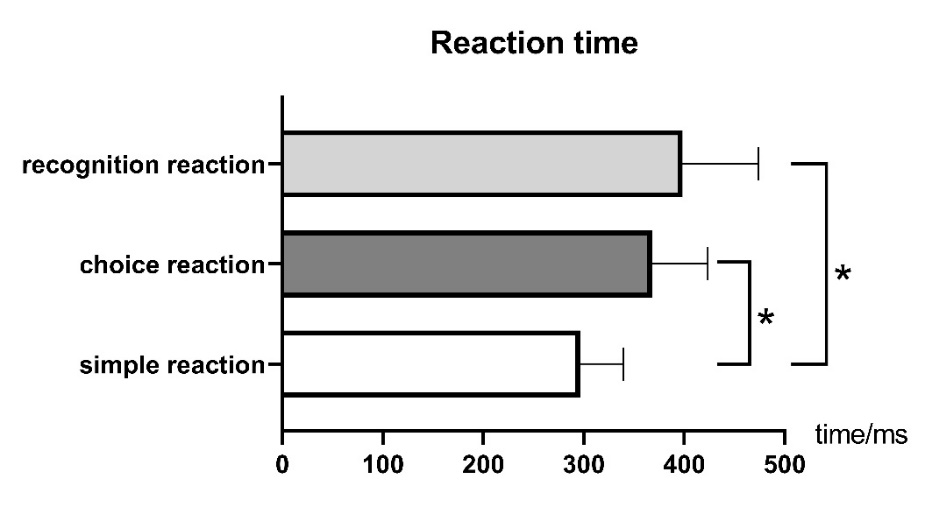 Reaction time
recognition reaction
*
choice reaction
*
simple reaction
time/ms
0 100 200 300 400 500